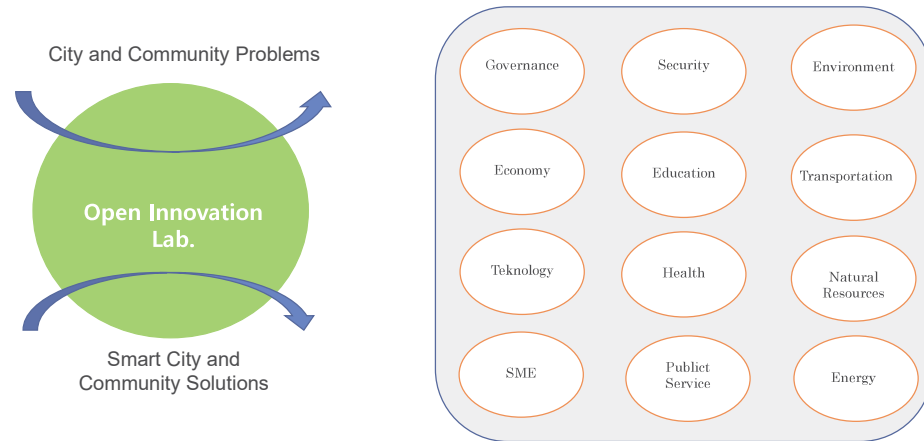 City and Community Problems
Open Innovation
Lab.
Smart City and
Community Solutions
Governance
Security
Environment
Economy
Education
Transportation
Teknology
Health
Natural
Resources
SME
Publict
Service
Energy